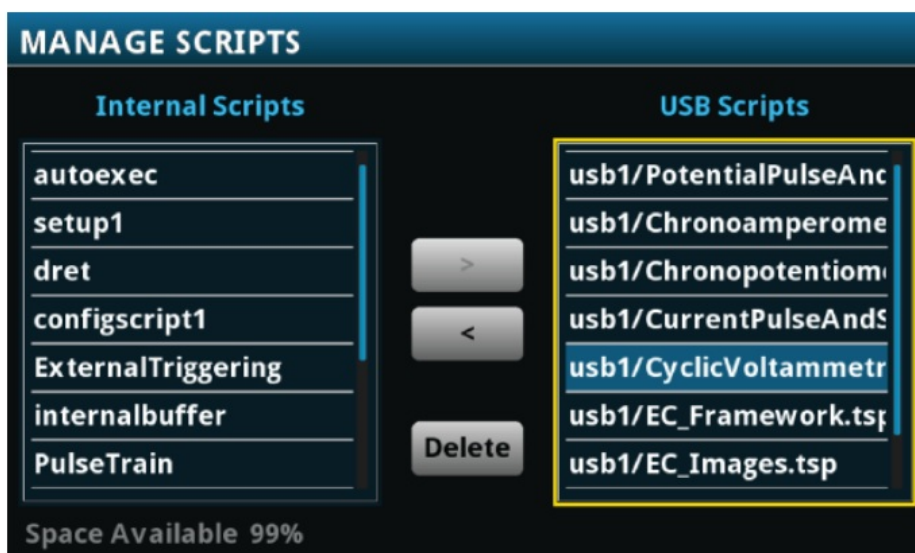 MANAGE SCRIPTS
Internal Scripts
autoexec
setup1
dret
configscript1
ExternalTriggering
internalbuffer
PulseTrain
Space Available 99%
>
<
Delete
USB Scripts
usb1/PotentialPulseAnd
usb1/Chronoamperome
usb1/Chronopotentiom
usb1/CurrentPulseAndS
usb1/CyclicVoltammetr
usb1/EC_Framework.tsp
usb1/EC_Images.tsp